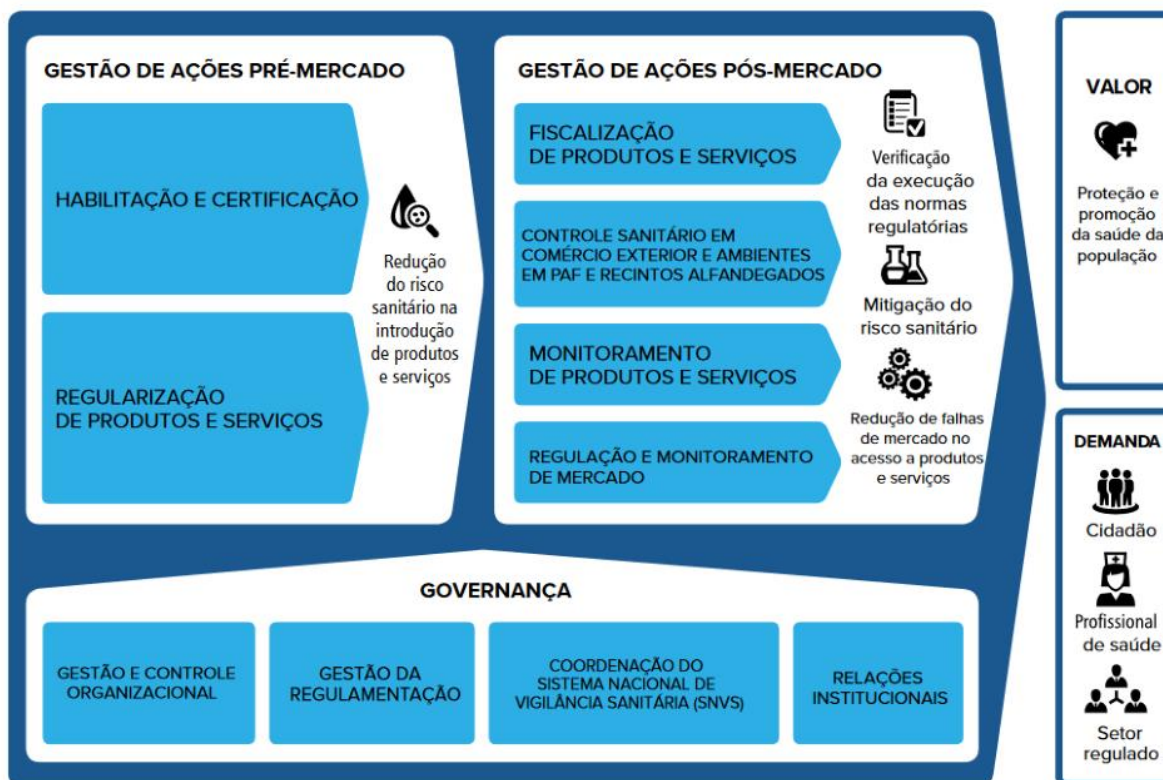 GESTÃO DE AÇÕES PRÉ-MERCADO
HABILITAÇÃO E CERTIFICAÇÃO
REGULARIZAÇÃO
DE PRODUTOS E SERVIÇOS
Redução
do risco
sanitário na
introdução
de produtos
e serviços
GESTÃO DE AÇÕES PÓS-MERCADO
FISCALIZAÇÃO
DE PRODUTOS E SERVIÇOS
CONTROLE SANITÁRIO EM
COMÉRCIO EXTERIOR E AMBIENTES
EM PAF E RECINTOS ALFANDEGADOS
MONITORAMENTO
DE PRODUTOS E SERVIÇOS
REGULAÇÃO E MONITORAMENTO
DE MERCADO
Verificação
da execução
das normas
regulatórias
Mitigação do
risco sanitário
Redução de falhas
de mercado no
acesso a produtos
e serviços
VALOR
Proteção e
promoção
da saúde da
população
DEMANDA
Cidadão
Profissional
de saúde
Setor
regulado
GOVERNANÇA
GESTÃO E CONTROLE
ORGANIZACIONAL
GESTÃO DA
REGULAMENTAÇÃO
COORDENAÇÃO DO
SISTEMA NACIONAL DE
VIGILÂNCIA SANITÁRIA (SNVS)
RELAÇÕES
INSTITUCIONAIS